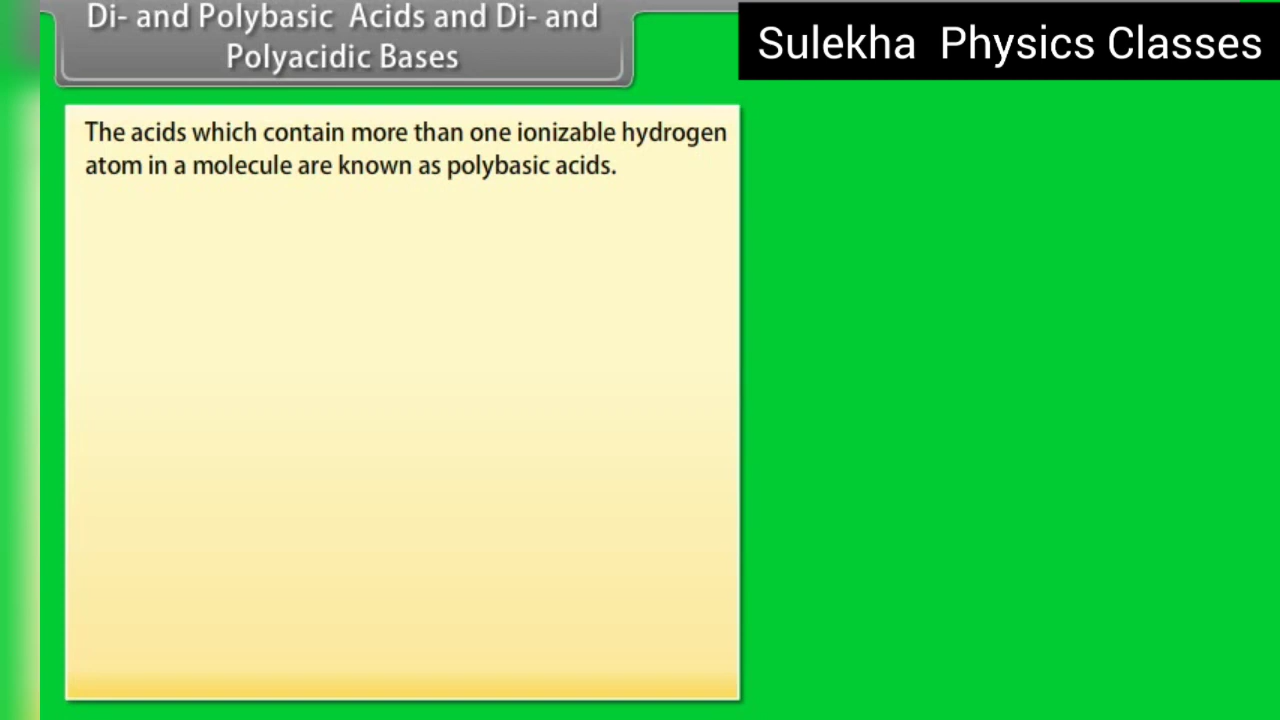 Di- and Polybasic Acids and Di- and
Polyacidic Bases
Sulekha Physics Classes
The acids which contain more than one ionizable hydrogen
atom in a molecule are known as polybasic acids.